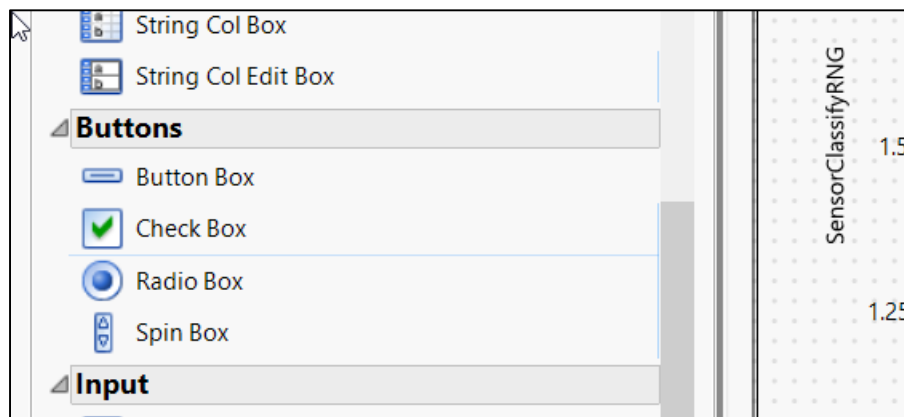 String Col Box
String Col Edit Box
Buttons
Button Box
Check Box
Radio Box
Spin Box
Input
SensorClassifyRNG
1.5
1.25